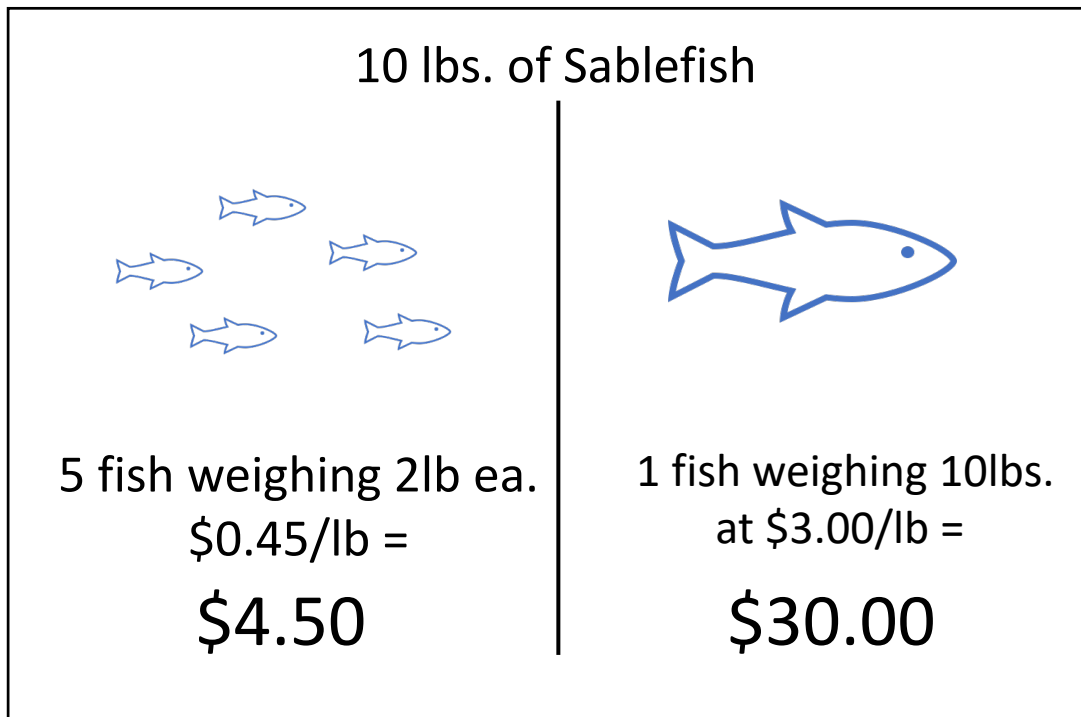 10 lbs. of Sablefish
5 fish weighing 2lb ea.
$0.45/lb =
$4.50
1 fish weighing 10lbs.
at $3.00/lb =
$30.00